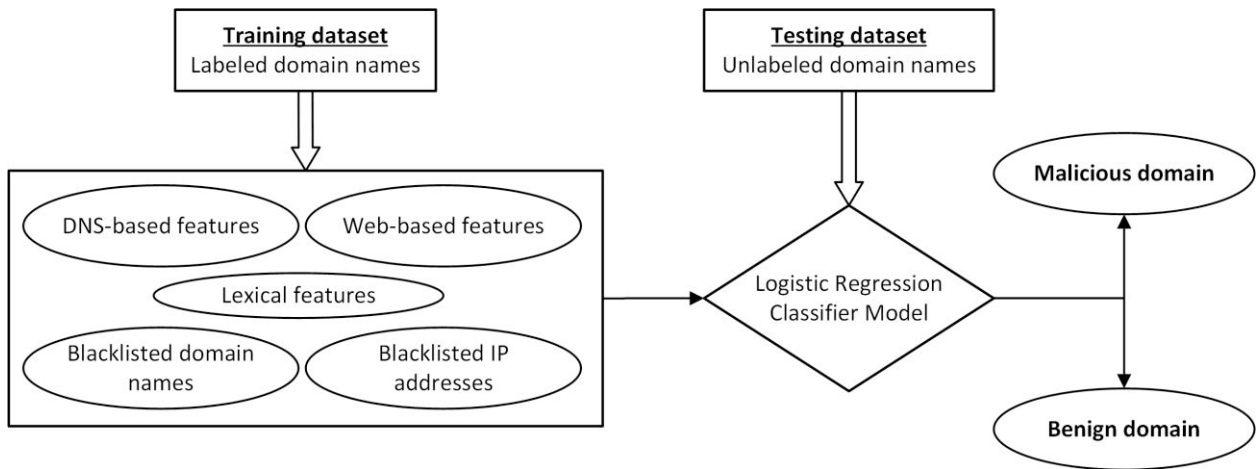 Training dataset
Labeled domain names
Testing dataset
Unlabeled domain names
DNS-based features
Web-based features
Lexical features
Blacklisted domain
names
Blacklisted IP
addresses
Logistic Regression
Classifier Model
Malicious domain
Benign domain